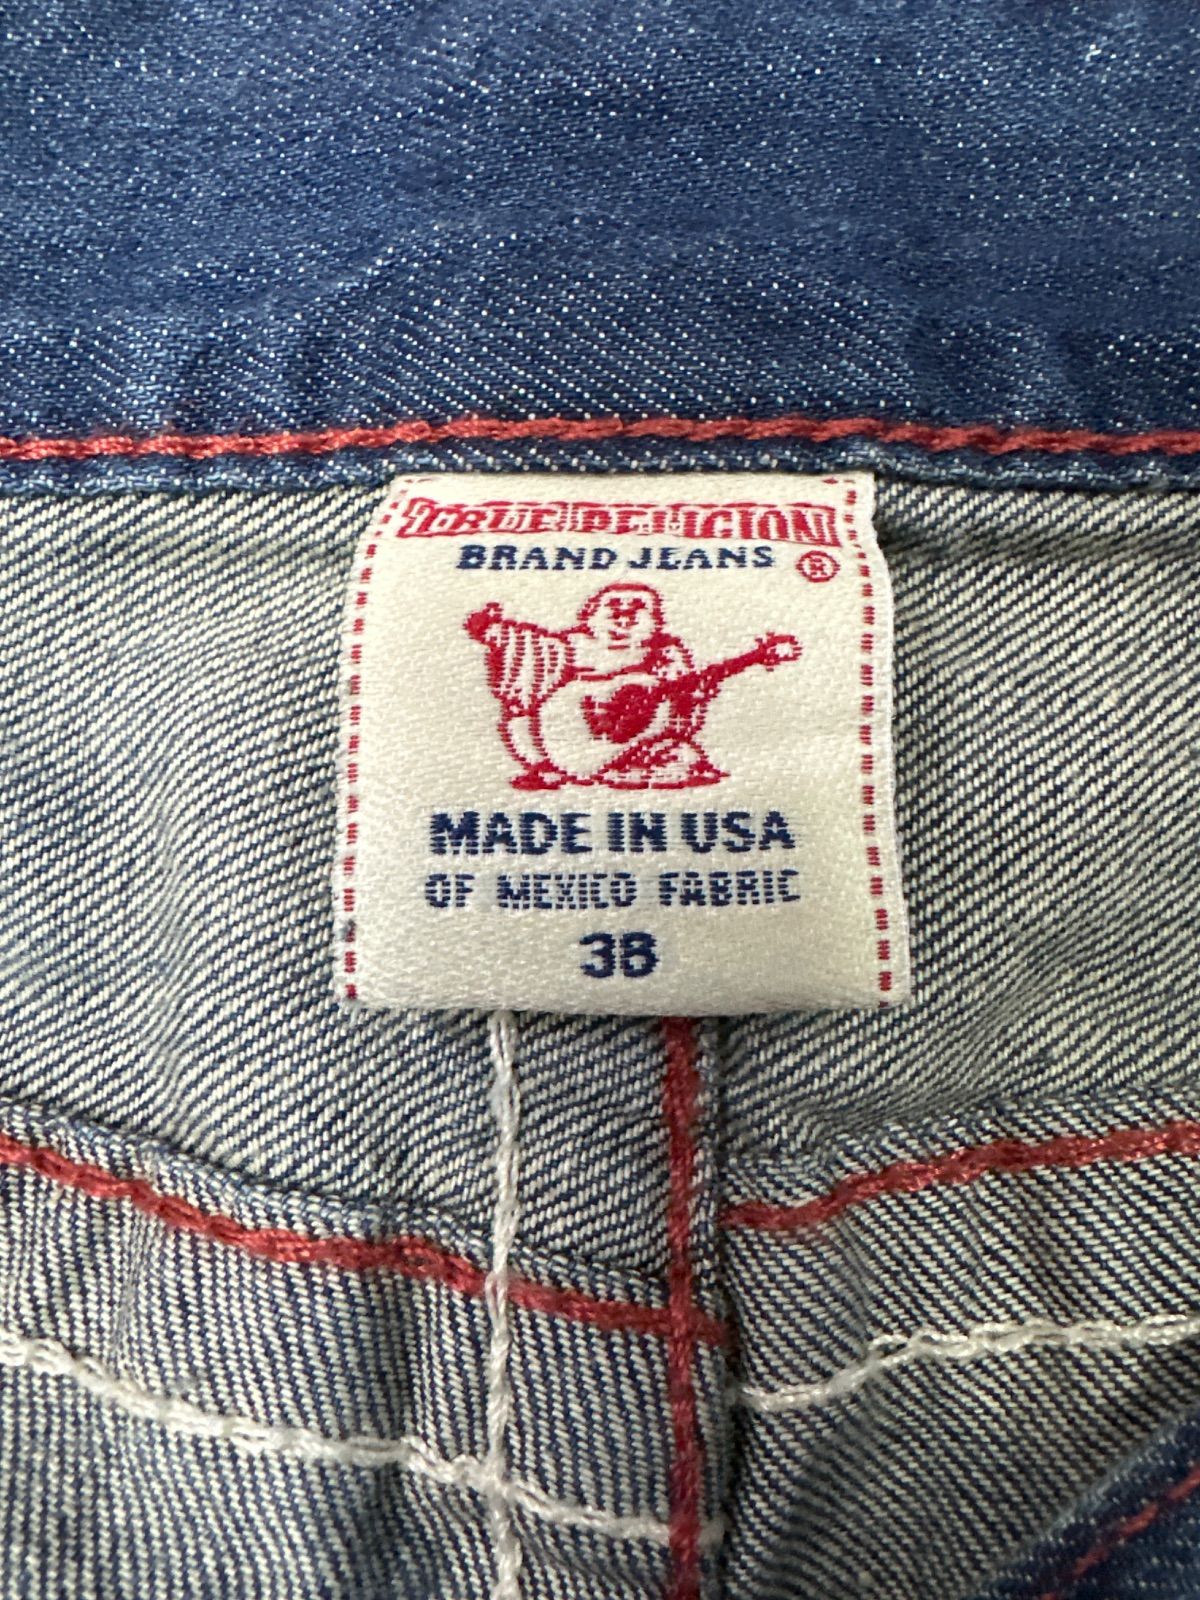 TRUE RELIGION
BRAND JEANS ®
MADE IN USA
OF MEXICO FABRIC
38